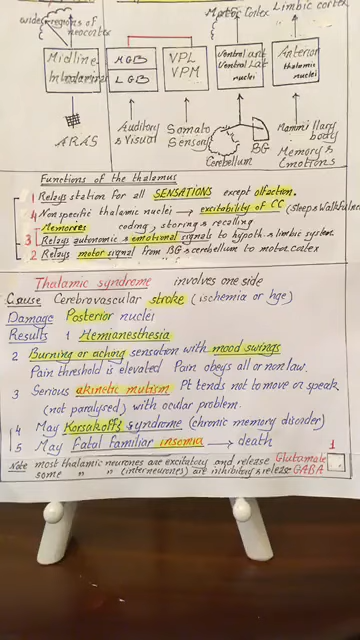 wide regions of neocortex
Motor Cortex
Limbic cortex
Midline
Intralaminar
MGB
LGB
VPL
VPM
Ventral ant
Ventral Lat
nuclei
Anterior
thalamic
nuclei
ARAS
Auditory
& Visual
Somato
Sensory
Cerebellum
BG
Mammillary
body
Memory &
Emotions
Functions of the thalamus
1 Relays station for all SENSATIONS except olfaction.
4 Nonspecific thalamic nuclei → excitability of CC (Sleep & Wakfulnes
Memories coding, storing & recalling
3 Relays autonomic & emotional signals to hypoth & limbic system.
2 Relays motor signal from BG & cerebellum to motor cortex
Thalamic syndrome involves one side
Cause Cerebrovascular stroke (ischemia or hge)
Damage Posterior nuclei
Results 1 Hemianesthesia
2 Burning or aching sensation with mood swings
Pain threshold is elevated Pain obeys all or non law.
3 Serious akinetic mutism Pt tends not to move or speak
(not paralysed) with ocular problem.
4 May Korsakoff's syndrome (chronic memory disorder)
5 May fatal familiar insomia → death
1
Note most thalamic neurones are excitatory and release Glutamate
some " " (interneurones) are inhibitory & release GABA